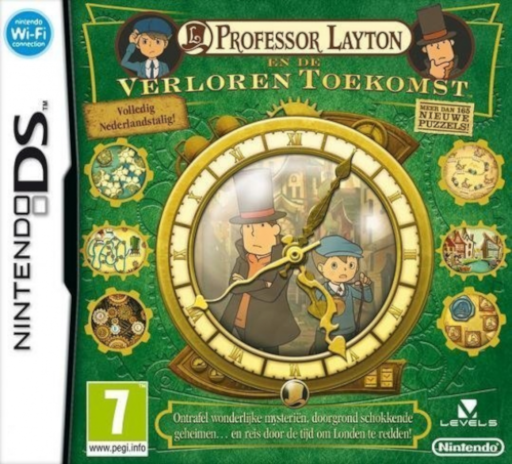 Nintendo
Wi-Fi
connection
NINTENDO DS
L
PROFESSOR LAYTON
EN DE
VERLOREN TOEKOMST
Volledig
Nederlandstalig!
MEER DAN 165
NIEUWE
PUZZELS!
7
www.pegi.info
Ontrafel wonderlijke mysteriën, doorgrond schokkende
geheimen... en reis door de tijd om Londen te redden!
LEVEL5
Nintendo